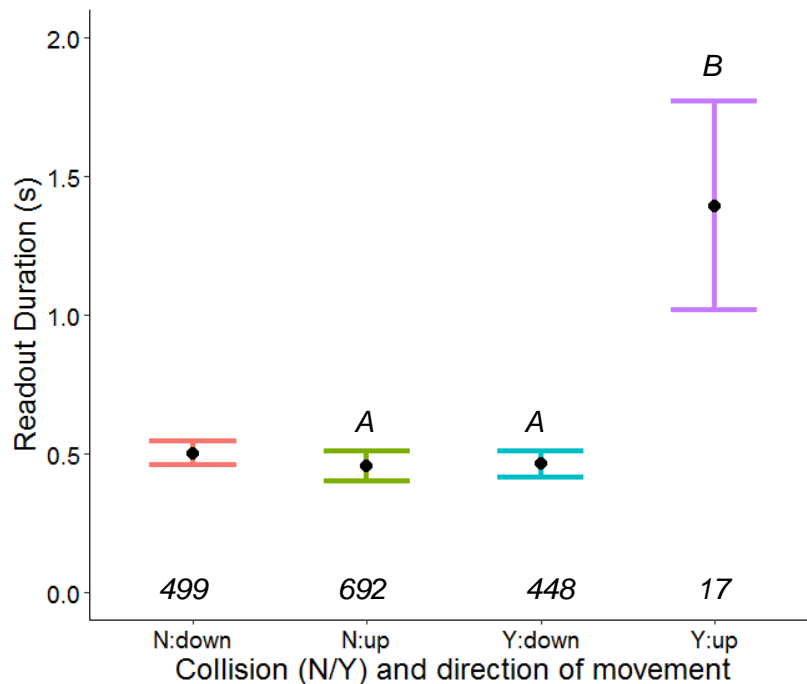 2.0
B
1.5
1.0
A A
0.5
0.0
499 692 448 17
N:down N:up Y:down Y:up
Collision (N/Y) and direction of movement
Readout Duration (s)